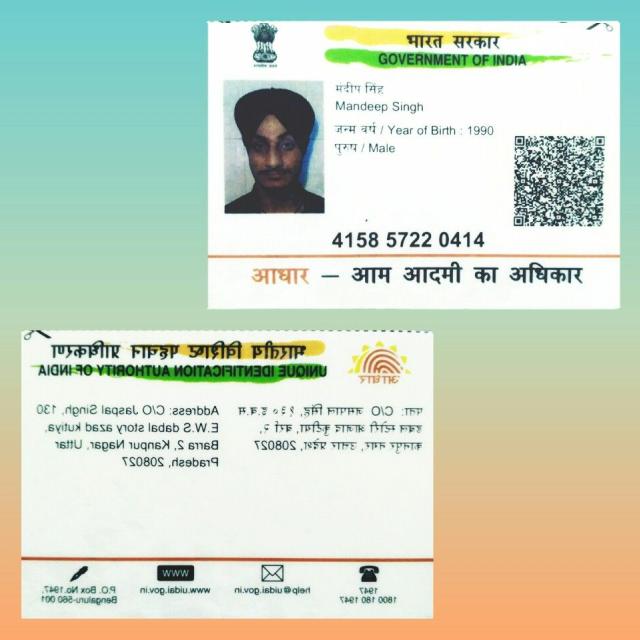 भारत सरकार
GOVERNMENT OF INDIA
मंदीप सिंह
Mandeep Singh
जन्म वर्ष / Year of Birth : 1990
पुरुष / Male
4158 5722 0414
आधार — आम आदमी का अधिकार
भारतीय विशिष्ट पहचान प्राधिकरण
UNIQUE IDENTIFICATION AUTHORITY OF INDIA
आधार
पता: C/O जसपाल सिंह, १३० इ.व.स
डबल स्टोरी आजाद कुटीया, बर्रा २,
कानपुर नगर, उत्तर प्रदेश, 208027
Address: C/O Jaspal Singh, 130
E.W.S dabal story azad kutiya,
Barra 2, Kanpur Nagar, Uttar
Pradesh, 208027
1947
1800 180 1947
help@uidai.gov.in
WWW
www.uidai.gov.in
P.O. Box No.1947,
Bengaluru-560 001